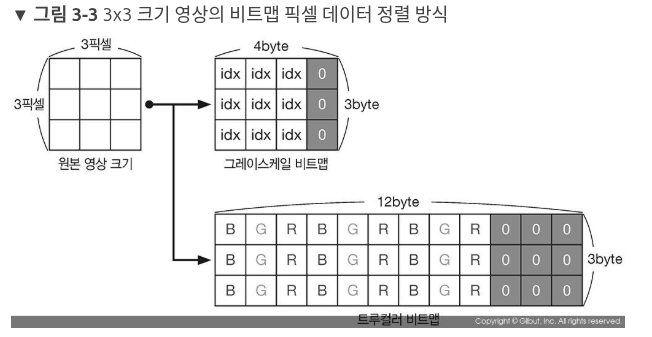 ▼ 그림 3-3 3x3 크기 영상의 비트맵 픽셀 데이터 정렬 방식
3픽셀
3픽셀
원본 영상 크기
4byte
idx idx idx 0
idx idx idx 0
idx idx idx 0
3byte
그레이스케일 비트맵
12byte
B G R B G R B G R 0 0 0
B G R B G R B G R 0 0 0
B G R B G R B G R 0 0 0
3byte
트루컬러 비트맵
Copyright © Gilbut, Inc. All rights reserved.